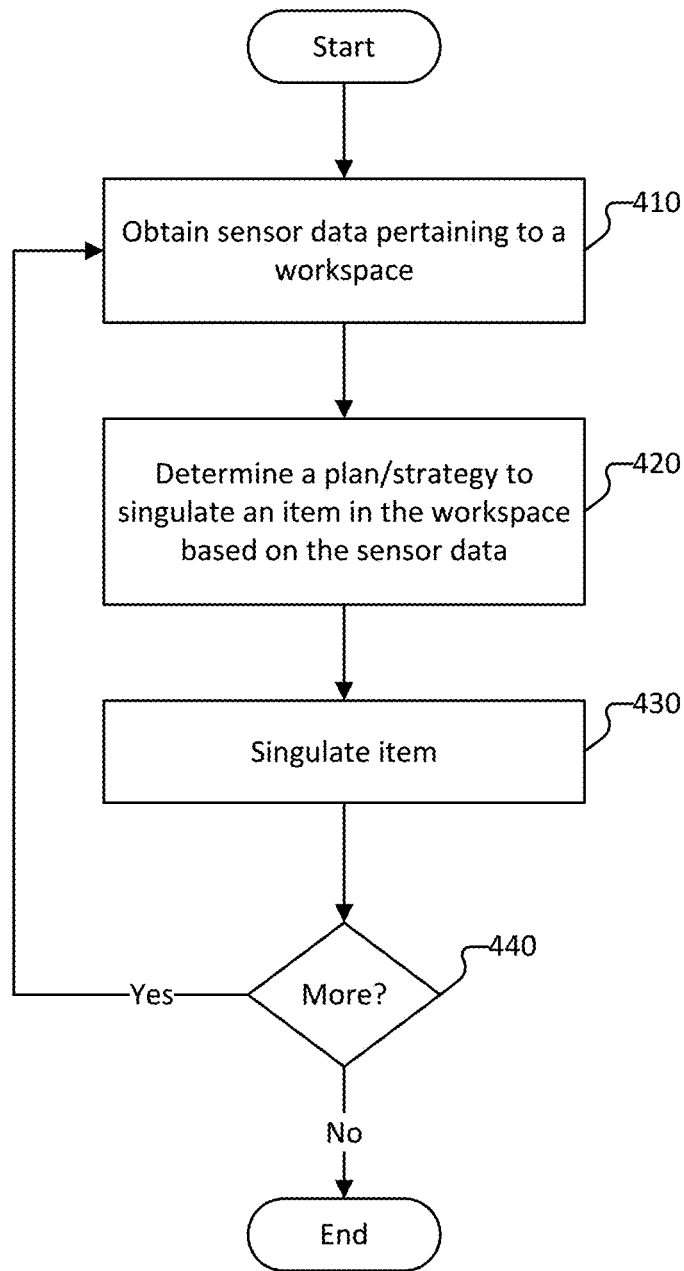 Start
Obtain sensor data pertaining to a
workspace
410
Determine a plan/strategy to
singulate an item in the workspace
based on the sensor data
420
Singulate item
430
More?
440
Yes
No
End